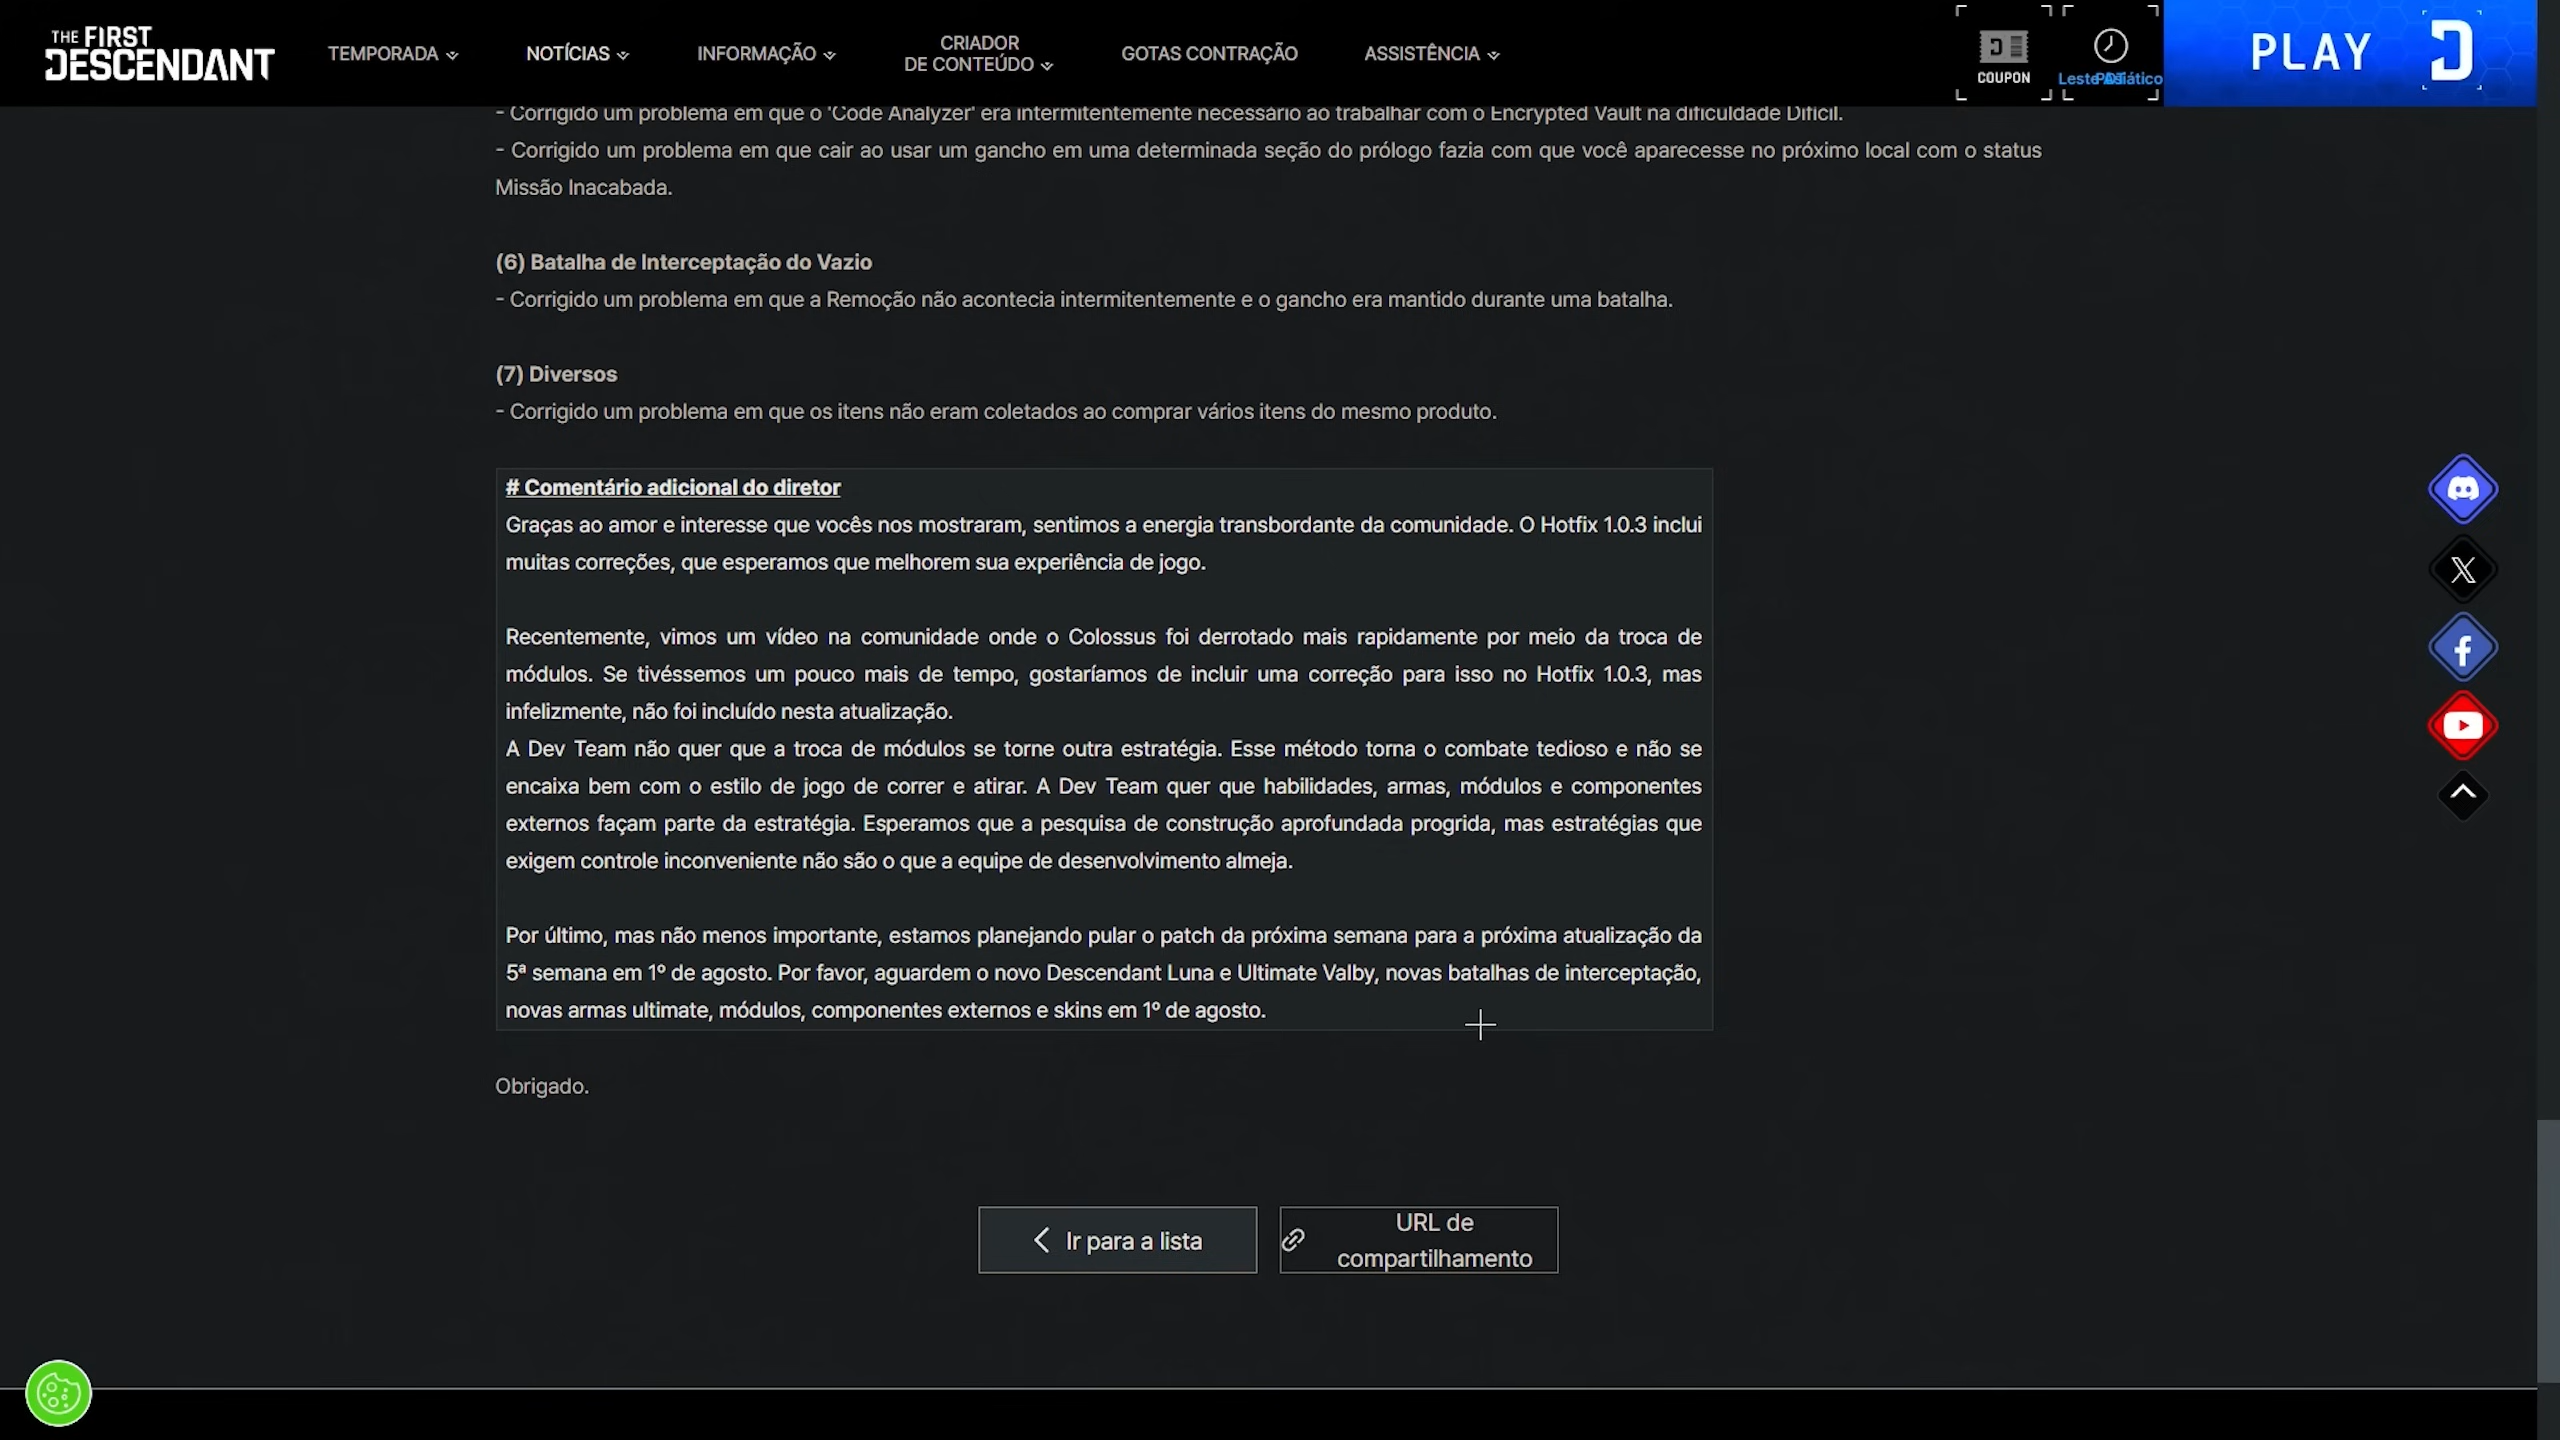 THE FIRST
DESCENDANT
TEMPORADA
NOTÍCIAS
INFORMAÇÃO
CRIADOR
DE CONTEÚDO
GOTAS CONTRAÇÃO
ASSISTÊNCIA
COUPON
Leste Asiático
PLAY
- Corrigido um problema em que o 'Code Analyzer' era intermitentemente necessário ao trabalhar com o Encrypted Vault na dificuldade Difícil.
- Corrigido um problema em que cair ao usar um gancho em uma determinada seção do prólogo fazia com que você aparecesse no próximo local com o status
Missão Inacabada.
(6) Batalha de Interceptação do Vazio
- Corrigido um problema em que a Remoção não acontecia intermitentemente e o gancho era mantido durante uma batalha.
(7) Diversos
- Corrigido um problema em que os itens não eram coletados ao comprar vários itens do mesmo produto.
# Comentário adicional do diretor
Graças ao amor e interesse que vocês nos mostraram, sentimos a energia transbordante da comunidade. O Hotfix 1.0.3 inclui
muitas correções, que esperamos que melhorem sua experiência de jogo.
Recentemente, vimos um vídeo na comunidade onde o Colossus foi derrotado mais rapidamente por meio da troca de
módulos. Se tivéssemos um pouco mais de tempo, gostaríamos de incluir uma correção para isso no Hotfix 1.0.3, mas
infelizmente, não foi incluído nesta atualização.
A Dev Team não quer que a troca de módulos se torne outra estratégia. Esse método torna o combate tedioso e não se
encaixa bem com o estilo de jogo de correr e atirar. A Dev Team quer que habilidades, armas, módulos e componentes
externos façam parte da estratégia. Esperamos que a pesquisa de construção aprofundada progrida, mas estratégias que
exigem controle inconveniente não são o que a equipe de desenvolvimento almeja.
Por último, mas não menos importante, estamos planejando pular o patch da próxima semana para a próxima atualização da
5ª semana em 1º de agosto. Por favor, aguardem o novo Descendant Luna e Ultimate Valby, novas batalhas de interceptação,
novas armas ultimate, módulos, componentes externos e skins em 1º de agosto.
Obrigado.
Ir para a lista
URL de
compartilhamento